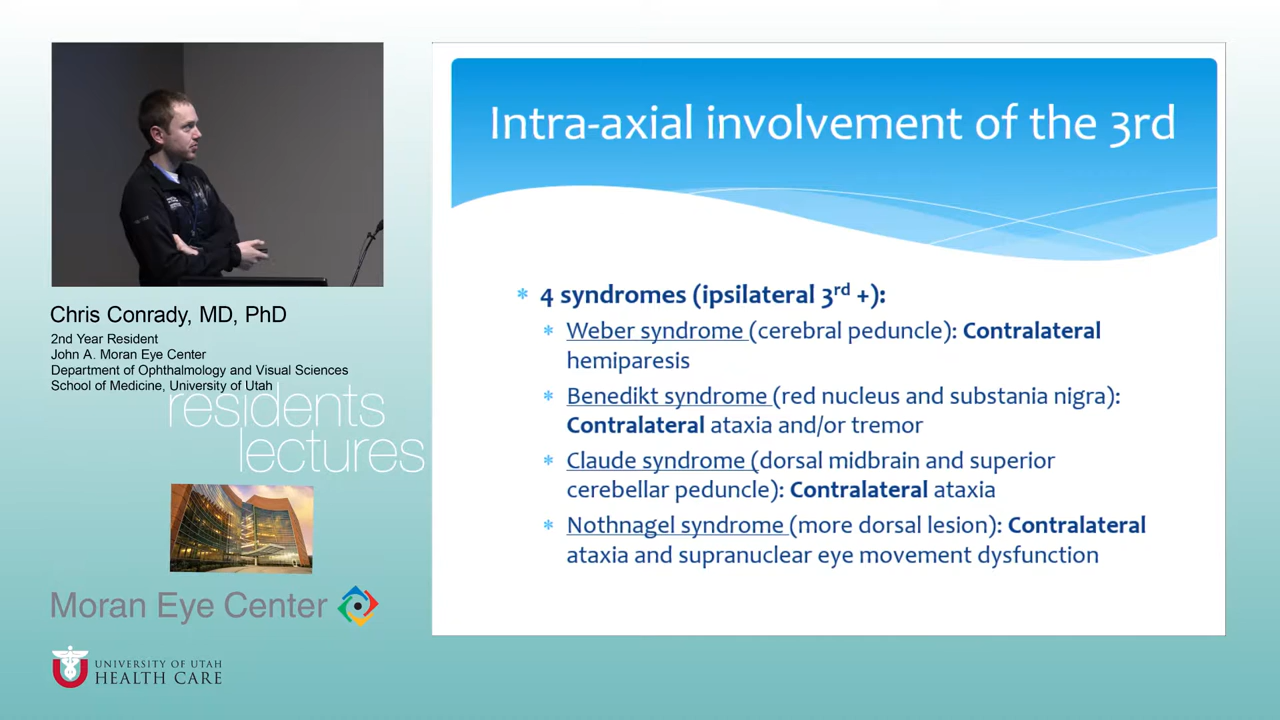 Intra-axial involvement of the 3rd
* 4 syndromes (ipsilateral 3rd +):
* Weber syndrome (cerebral peduncle): Contralateral
hemiparesis
* Benedikt syndrome (red nucleus and substania nigra):
Contralateral ataxia and/or tremor
* Claude syndrome (dorsal midbrain and superior
cerebellar peduncle): Contralateral ataxia
* Nothnagel syndrome (more dorsal lesion): Contralateral
ataxia and supranuclear eye movement dysfunction
Chris Conrady, MD, PhD
2nd Year Resident
John A. Moran Eye Center
Department of Ophthalmology and Visual Sciences
School of Medicine, University of Utah
residents
lectures
Moran Eye Center
UNIVERSITY OF UTAH
HEALTH CARE